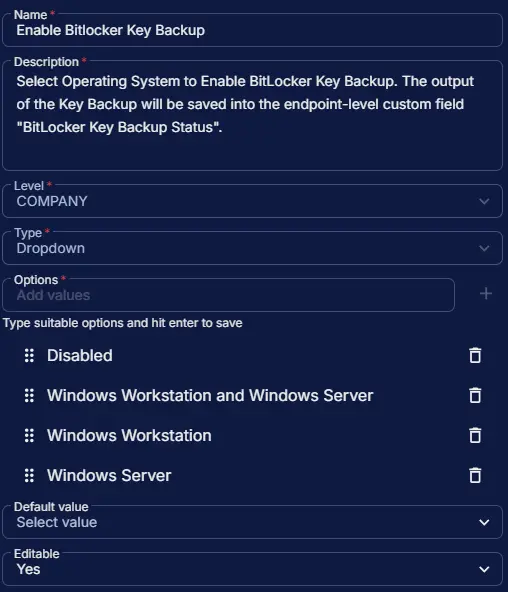 Name *
Enable Bitlocker Key Backup
Description *
Select Operating System to Enable BitLocker Key Backup. The output
of the Key Backup will be saved into the endpoint-level custom field
"BitLocker Key Backup Status".
Level *
COMPANY
Type *
Dropdown
Options *
Add values
Type suitable options and hit enter to save
Disabled
Windows Workstation and Windows Server
Windows Workstation
Windows Server
Default value
Select value
Editable
Yes